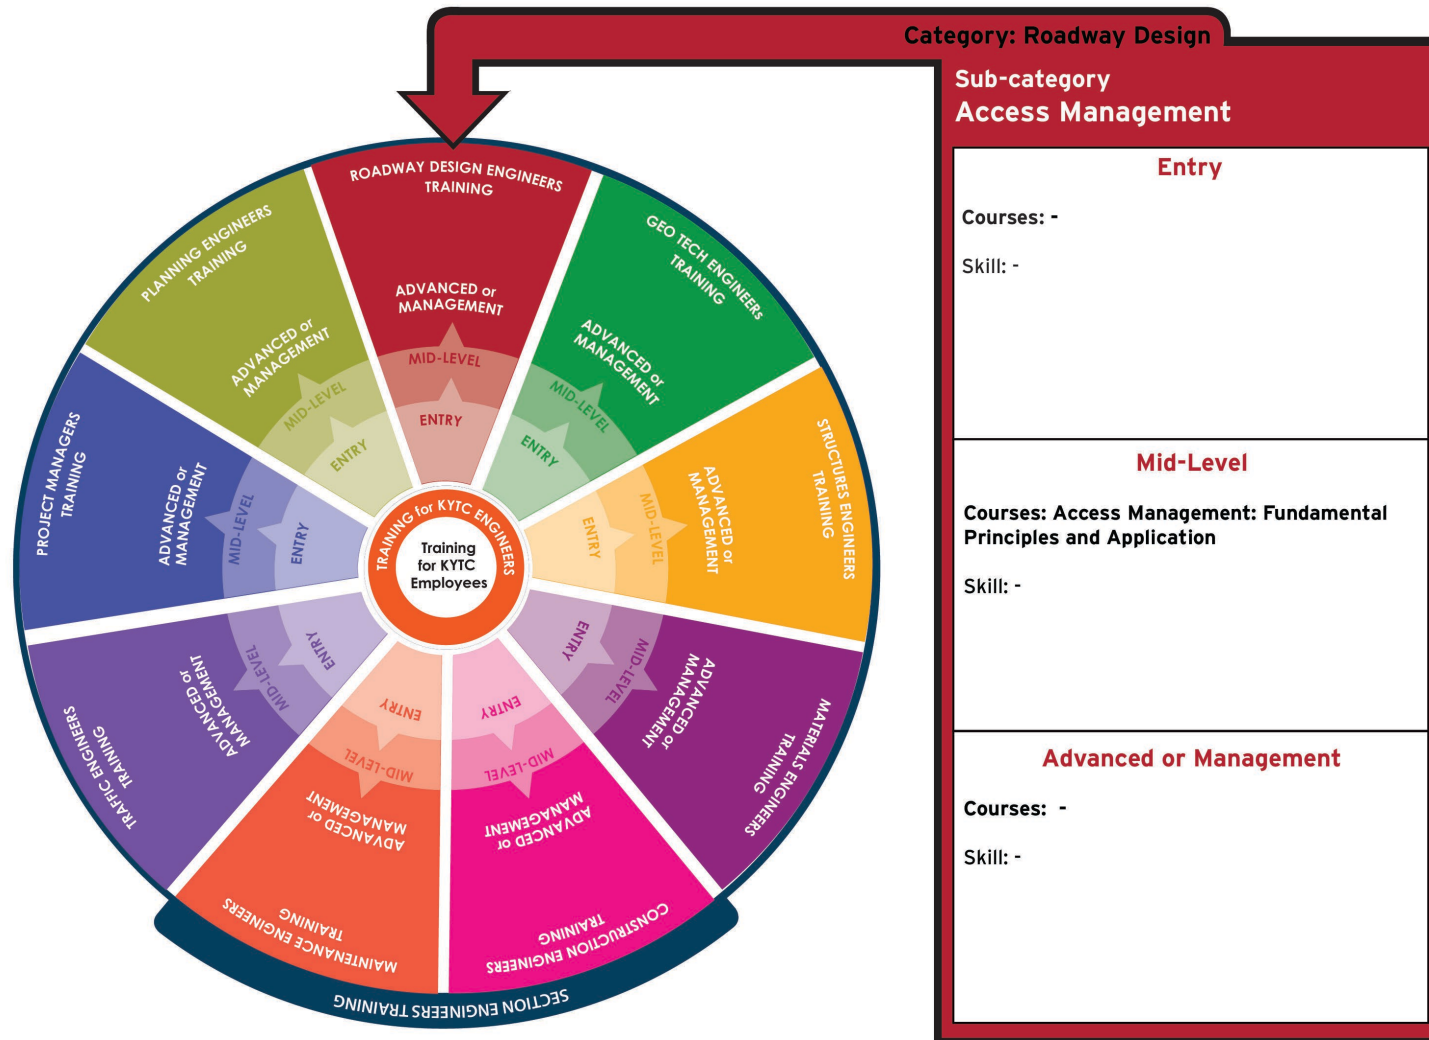 Category: Roadway Design
Sub-category
Access Management
Entry
Courses: -
Skill: -
Mid-Level
Courses: Access Management: Fundamental
Principles and Application
Skill: -
Advanced or Management
Courses: -
Skill: -
ROADWAY DESIGN ENGINEERS
TRAINING
ADVANCED or
MANAGEMENT
MID-LEVEL
ENTRY
GEO TECH ENGINEERs
TRAINING
ADVANCED or
MANAGEMENT
MID-LEVEL
ENTRY
STRUCTURES ENGINEERS
TRAINING
ADVANCED or
MANAGEMENT
MID-LEVEL
ENTRY
MATERIALS ENGINEERS
TRAINING
ADVANCED or
MANAGEMENT
MID-LEVEL
ENTRY
CONSTRUCTION ENGINEERS
TRAINING
ADVANCED or
MANAGEMENT
MID-LEVEL
ENTRY
MAINTENANCE ENGINEERS
TRAINING
ADVANCED or
MANAGEMENT
MID-LEVEL
ENTRY
SECTION ENGINEERS TRAINING
TRAFFIC ENGINEERS
TRAINING
ADVANCED or
MANAGEMENT
MID-LEVEL
ENTRY
PROJECT MANAGERS
TRAINING
ADVANCED or
MANAGEMENT
MID-LEVEL
ENTRY
PLANNING ENGINEERS
TRAINING
ADVANCED or
MANAGEMENT
MID-LEVEL
ENTRY
TRAINING for KYTC ENGINEERS
Training
for KYTC
Employees